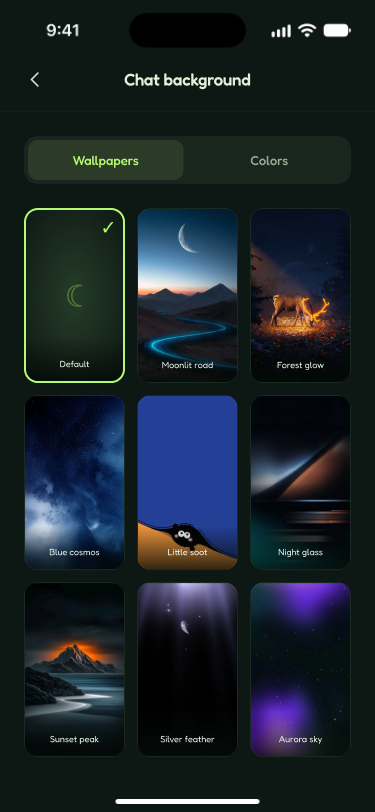 9:41
Chat background
Wallpapers
Colors
Default
Moonlit road
Forest glow
Blue cosmos
Little soot
Night glass
Sunset peak
Silver feather
Aurora sky